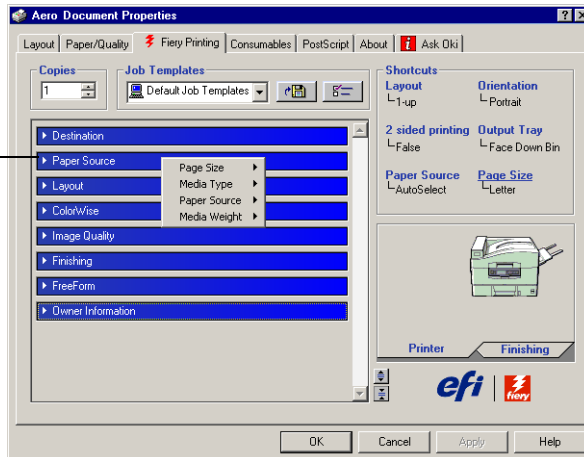 Aero Document Properties
Layout Paper/Quality Fiery Printing Consumables PostScript About i Ask Oki
Copies
1
Job Templates
Default Job Templates
Destination
Paper Source
Layout
ColorWise
Image Quality
Finishing
FreeForm
Owner Information
Page Size
Media Type
Paper Source
Media Weight
Shortcuts
Layout
1-up
Orientation
Portrait
2 sided printing
False
Output Tray
Face Down Bin
Paper Source
AutoSelect
Page Size
Letter
Printer
Finishing
efi
fiery
OK Cancel Apply Help